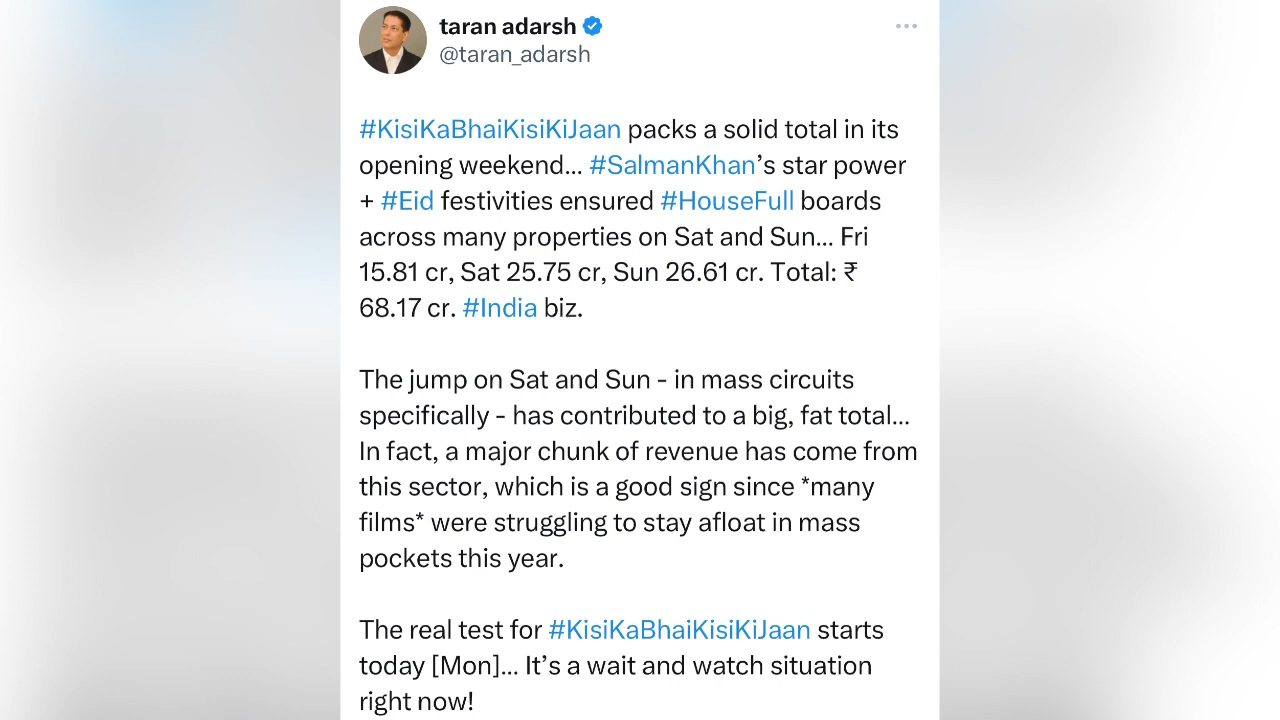 taran adarsh
@taran_adarsh
#KisiKaBhaiKisiKiJaan packs a solid total in its
opening weekend... #SalmanKhan’s star power
+ #Eid festivities ensured #HouseFull boards
across many properties on Sat and Sun... Fri
15.81 cr, Sat 25.75 cr, Sun 26.61 cr. Total: ₹
68.17 cr. #India biz.
The jump on Sat and Sun - in mass circuits
specifically - has contributed to a big, fat total...
In fact, a major chunk of revenue has come from
this sector, which is a good sign since *many
films* were struggling to stay afloat in mass
pockets this year.
The real test for #KisiKaBhaiKisiKiJaan starts
today [Mon]... It’s a wait and watch situation
right now!